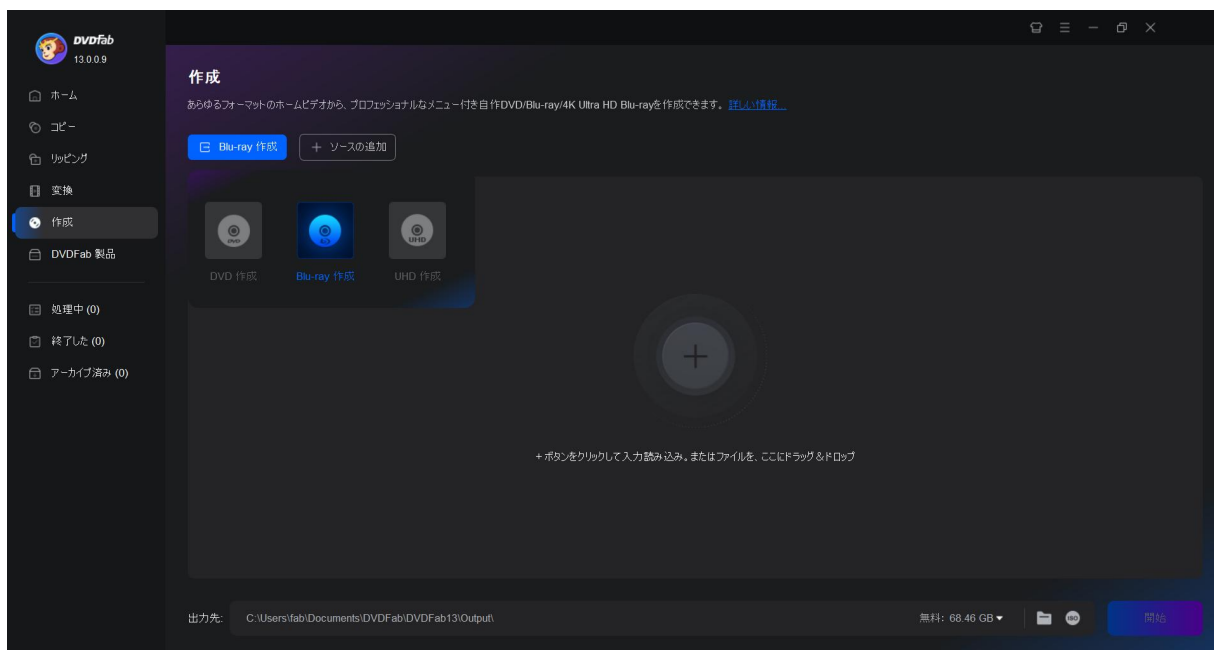 DVDFab
13.0.0.9
ホーム
コピー
リッピング
変換
作成
DVDFab 製品
処理中 (0)
終了した (0)
アーカイブ済み (0)
作成
あらゆるフォーマットのホームビデオから、プロフェッショナルなメニュー付き自作DVD/Blu-ray/4K Ultra HD Blu-rayを作成できます。 詳しい情報...
Blu-ray 作成
+ ソースの追加
DVD
BD
UHD
DVD 作成
Blu-ray 作成
UHD 作成
+ ボタンをクリックして入力読み込み。またはファイルを、ここにドラッグ＆ドロップ
出力先: C:\Users\fab\Documents\DVDFab\DVDFab13\Output\
無料: 68.46 GB
ISO
開始